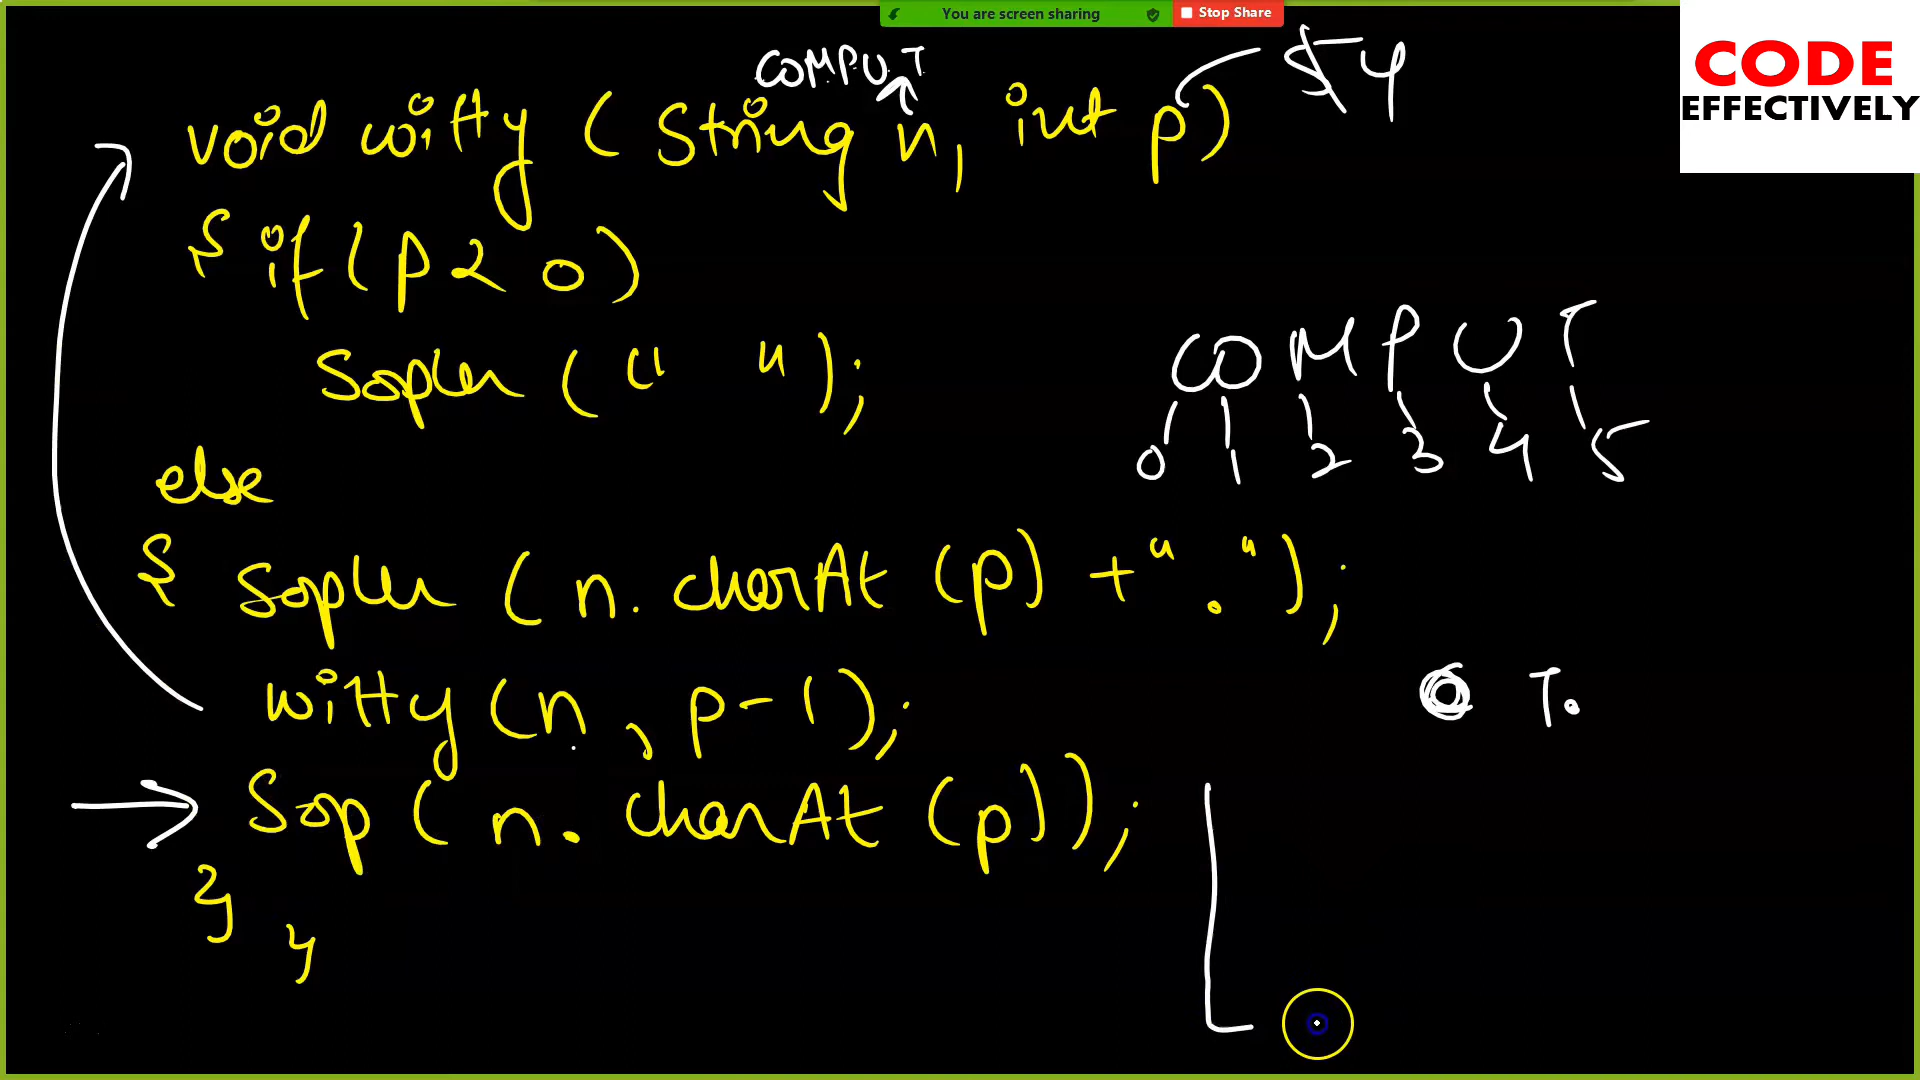 You are screen sharing
Stop Share
CODE
EFFECTIVELY
COMPUT
5 4
void witty ( String n, int p )
{ if ( p < 0 )
Sopln ( " " );
COMPUT
0 1 2 3 4 5
else
{ Sopln ( n. charAt (p) + " . " );
witty (n , p - 1 );
T.
Sop ( n. charAt (p));
}
}